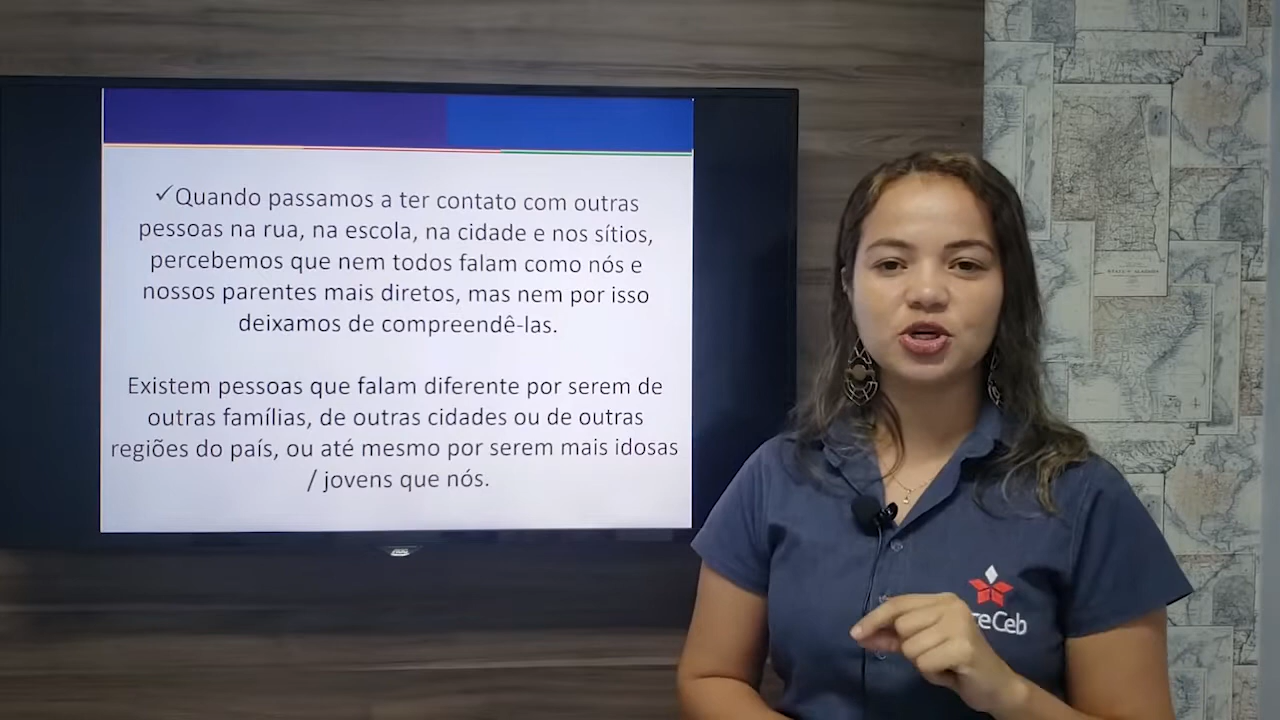 ✓Quando passamos a ter contato com outras
pessoas na rua, na escola, na cidade e nos sítios,
percebemos que nem todos falam como nós e
nossos parentes mais diretos, mas nem por isso
deixamos de compreendê-las.
Existem pessoas que falam diferente por serem de
outras famílias, de outras cidades ou de outras
regiões do país, ou até mesmo por serem mais idosas
/ jovens que nós.